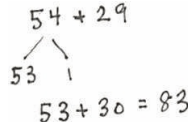 54 + 29
53 1
53 + 30 = 83